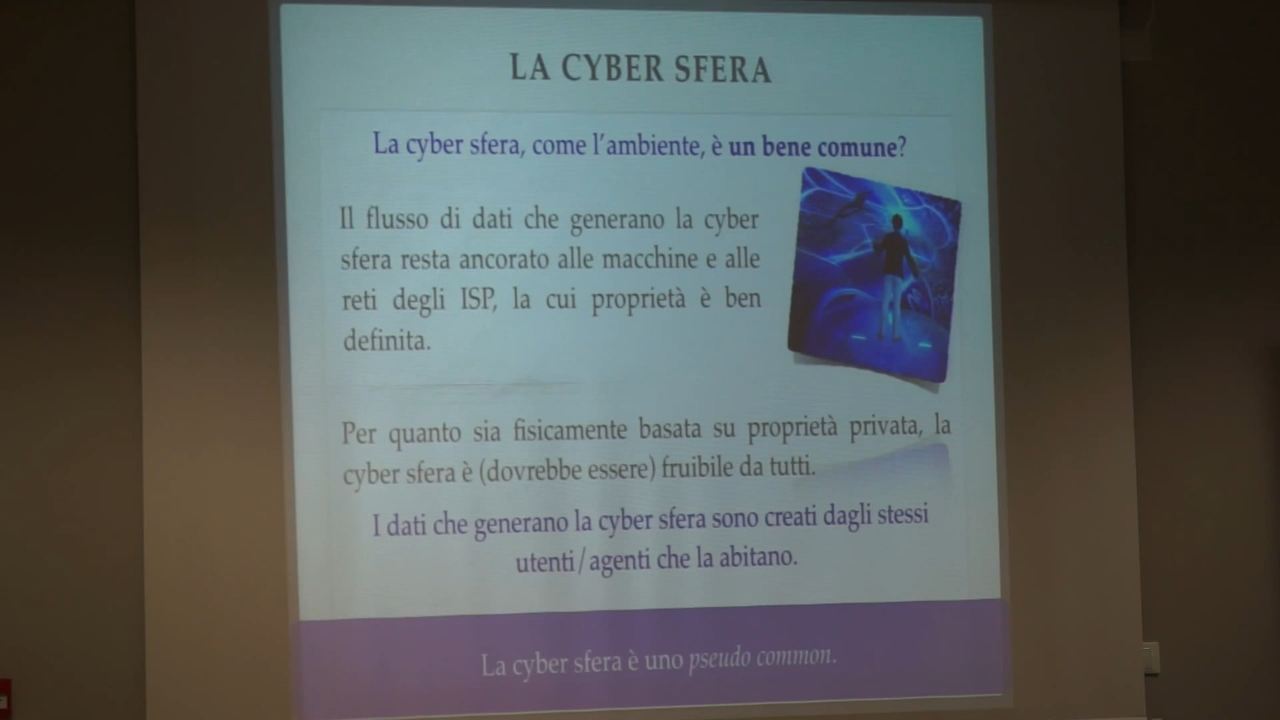 LA CYBER SFERA
La cyber sfera, come l'ambiente, è un bene comune?
Il flusso di dati che generano la cyber
sfera resta ancorato alle macchine e alle
reti degli ISP, la cui proprietà è ben
definita.
Per quanto sia fisicamente basata su proprietà privata, la
cyber sfera è (dovrebbe essere) fruibile da tutti.
I dati che generano la cyber sfera sono creati dagli stessi
utenti/agenti che la abitano.
La cyber sfera è uno pseudo common.